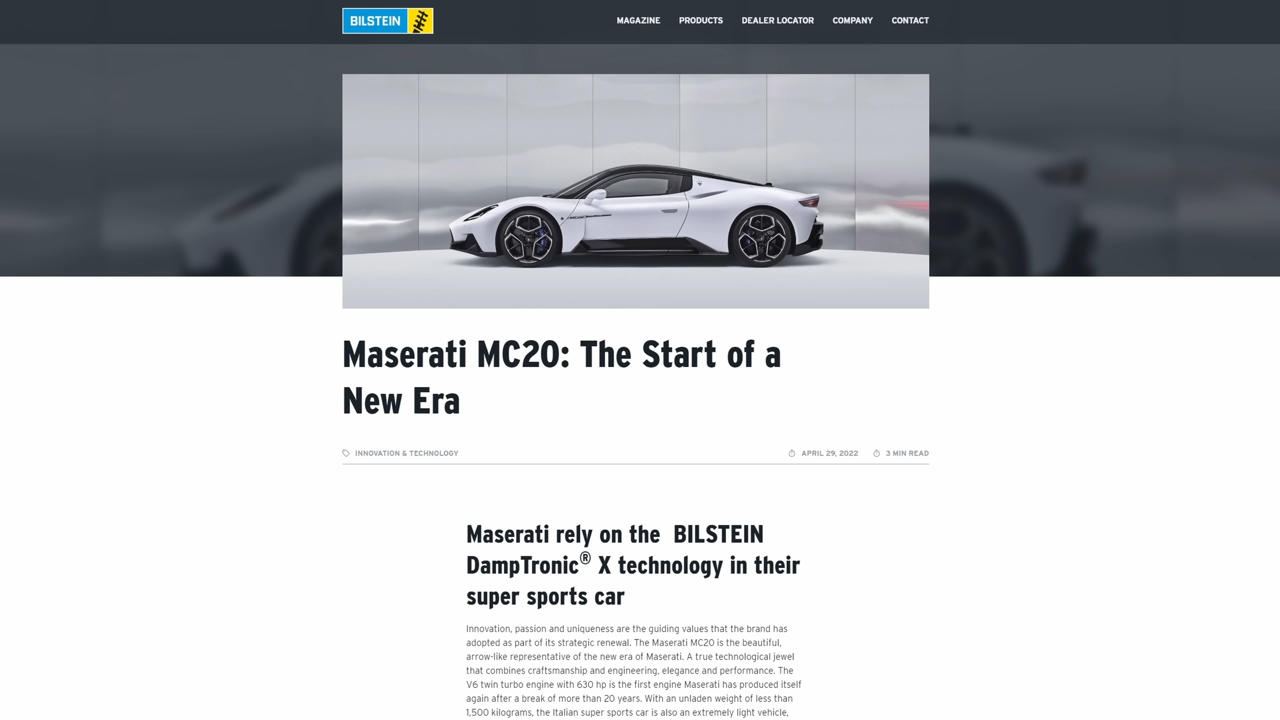 BILSTEIN
MAGAZINE PRODUCTS DEALER LOCATOR COMPANY CONTACT
Maserati MC20: The Start of a
New Era
INNOVATION & TECHNOLOGY APRIL 29, 2022 3 MIN READ
Maserati rely on the BILSTEIN
DampTronic® X technology in their
super sports car
Innovation, passion and uniqueness are the guiding values that the brand has
adopted as part of its strategic renewal. The Maserati MC20 is the beautiful,
arrow-like representative of the new era of Maserati. A true technological jewel
that combines craftsmanship and engineering, elegance and performance. The
V6 twin turbo engine with 630 hp is the first engine Maserati has produced itself
again after a break of more than 20 years. With an unladen weight of less than
1,500 kilograms, the Italian super sports car is also an extremely light vehicle,